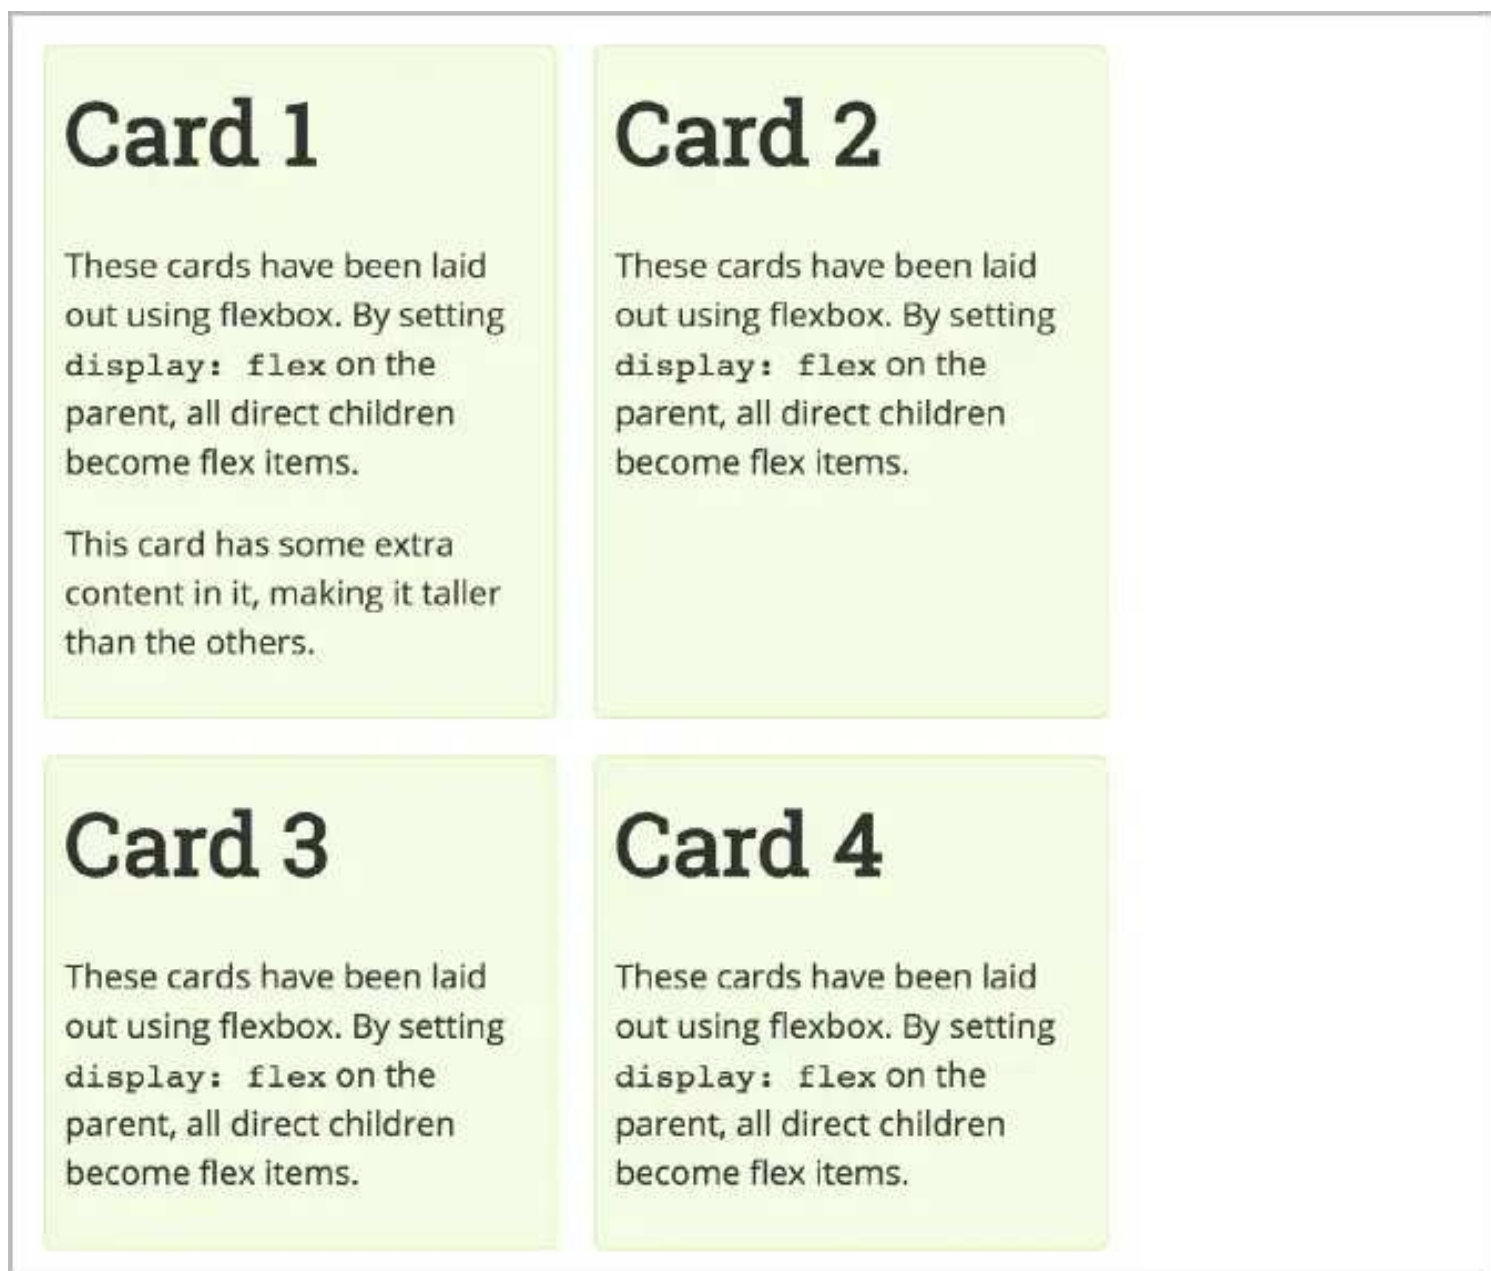 Card 1
These cards have been laid
out using flexbox. By setting
display: flex on the
parent, all direct children
become flex items.
This card has some extra
content in it, making it taller
than the others.
Card 2
These cards have been laid
out using flexbox. By setting
display: flex on the
parent, all direct children
become flex items.
Card 3
These cards have been laid
out using flexbox. By setting
display: flex on the
parent, all direct children
become flex items.
Card 4
These cards have been laid
out using flexbox. By setting
display: flex on the
parent, all direct children
become flex items.